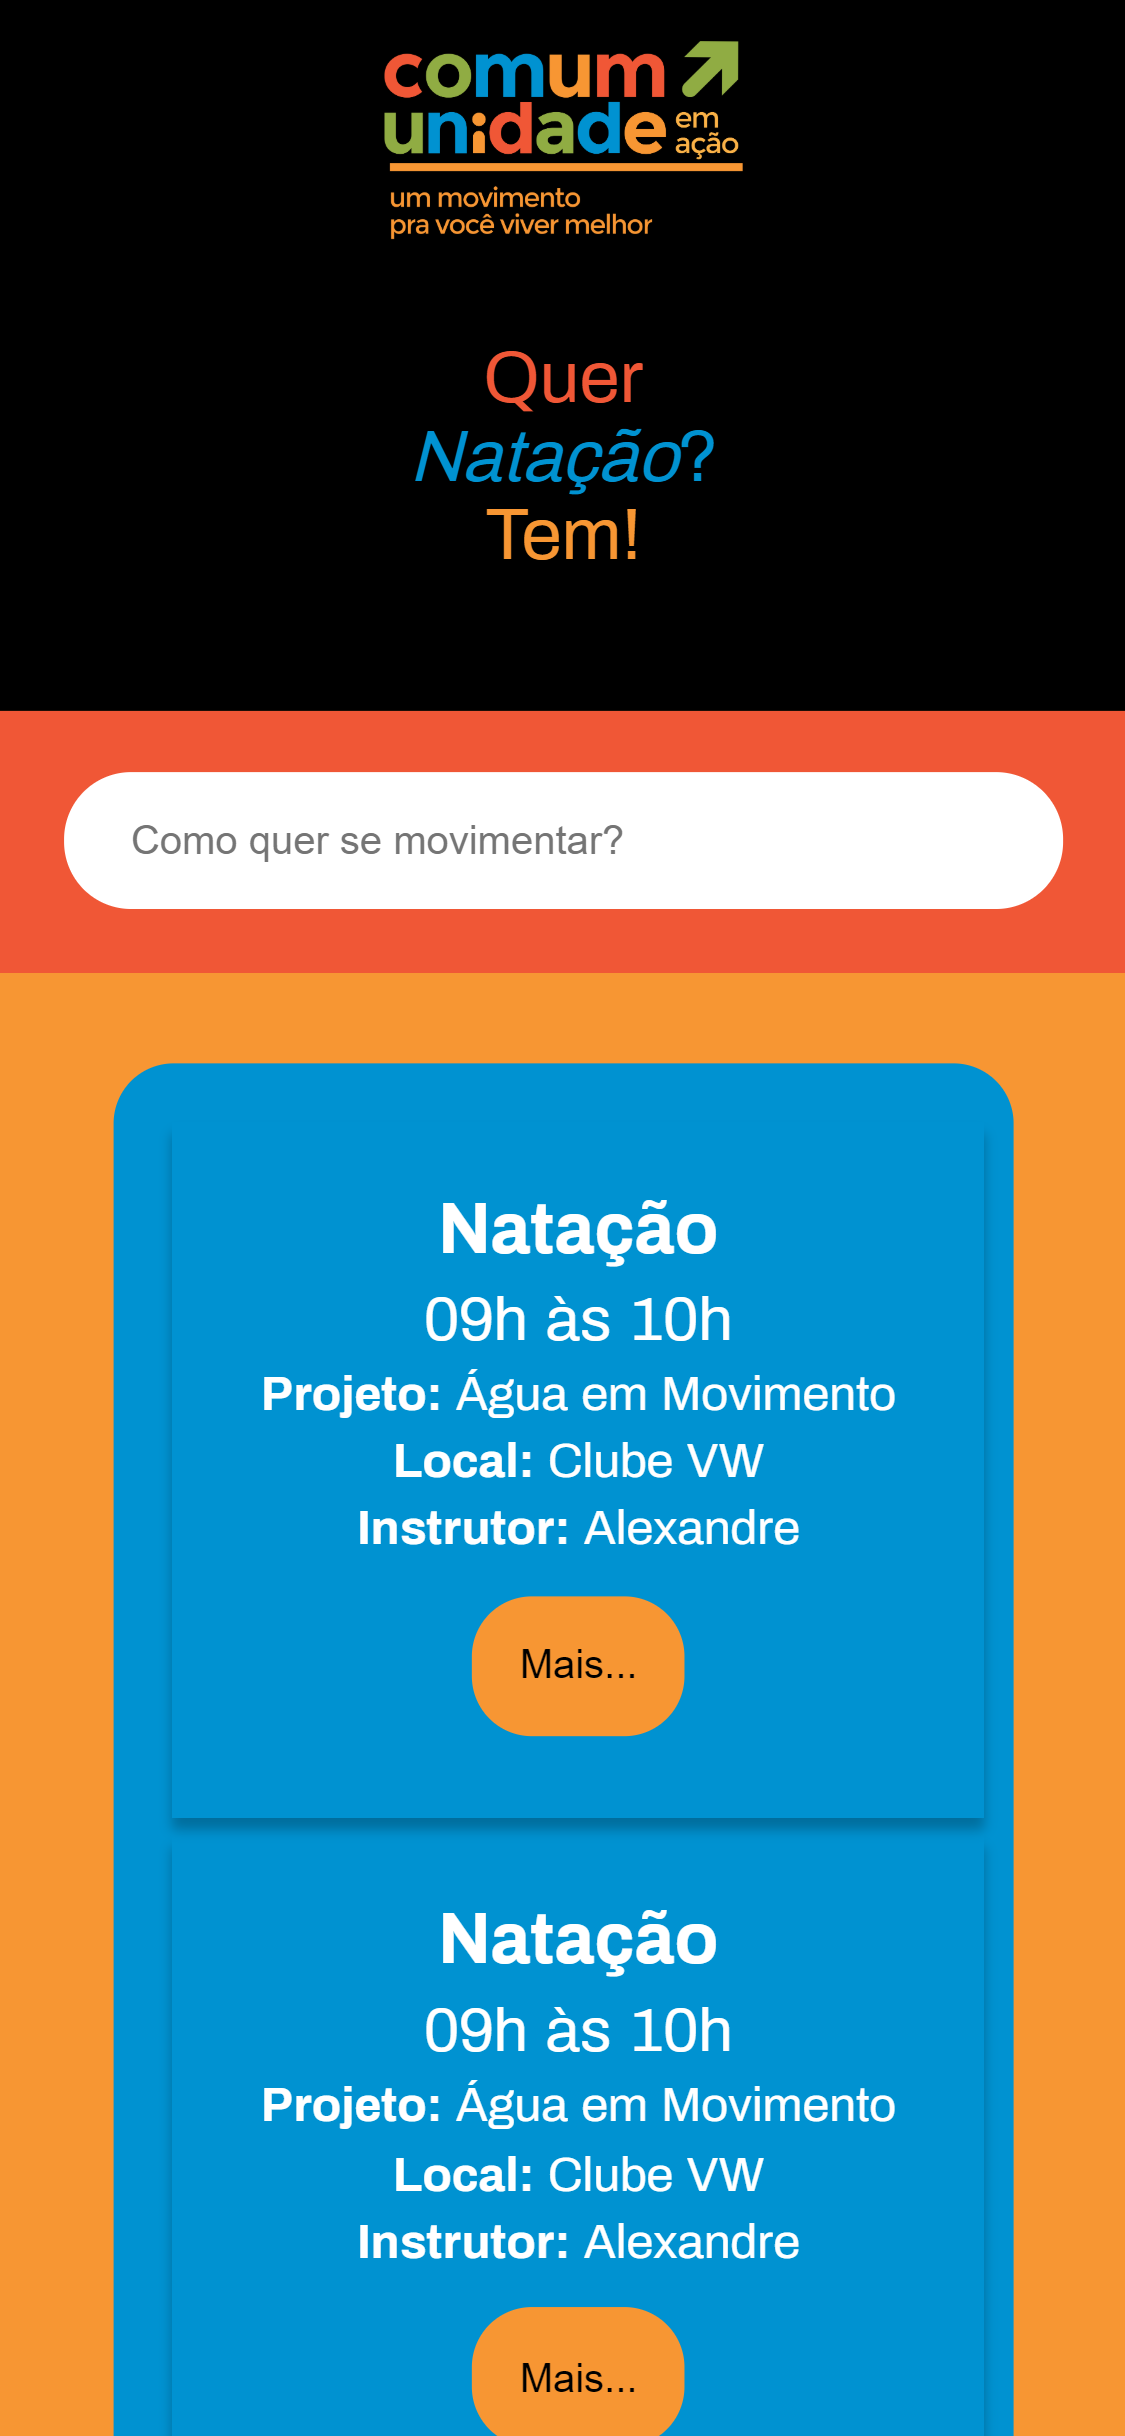 comum
unidade em ação
um movimento
pra você viver melhor
Quer
Natação?
Tem!
Como quer se movimentar?
Natação
09h às 10h
Projeto: Água em Movimento
Local: Clube VW
Instrutor: Alexandre
Mais...
Natação
09h às 10h
Projeto: Água em Movimento
Local: Clube VW
Instrutor: Alexandre
Mais...